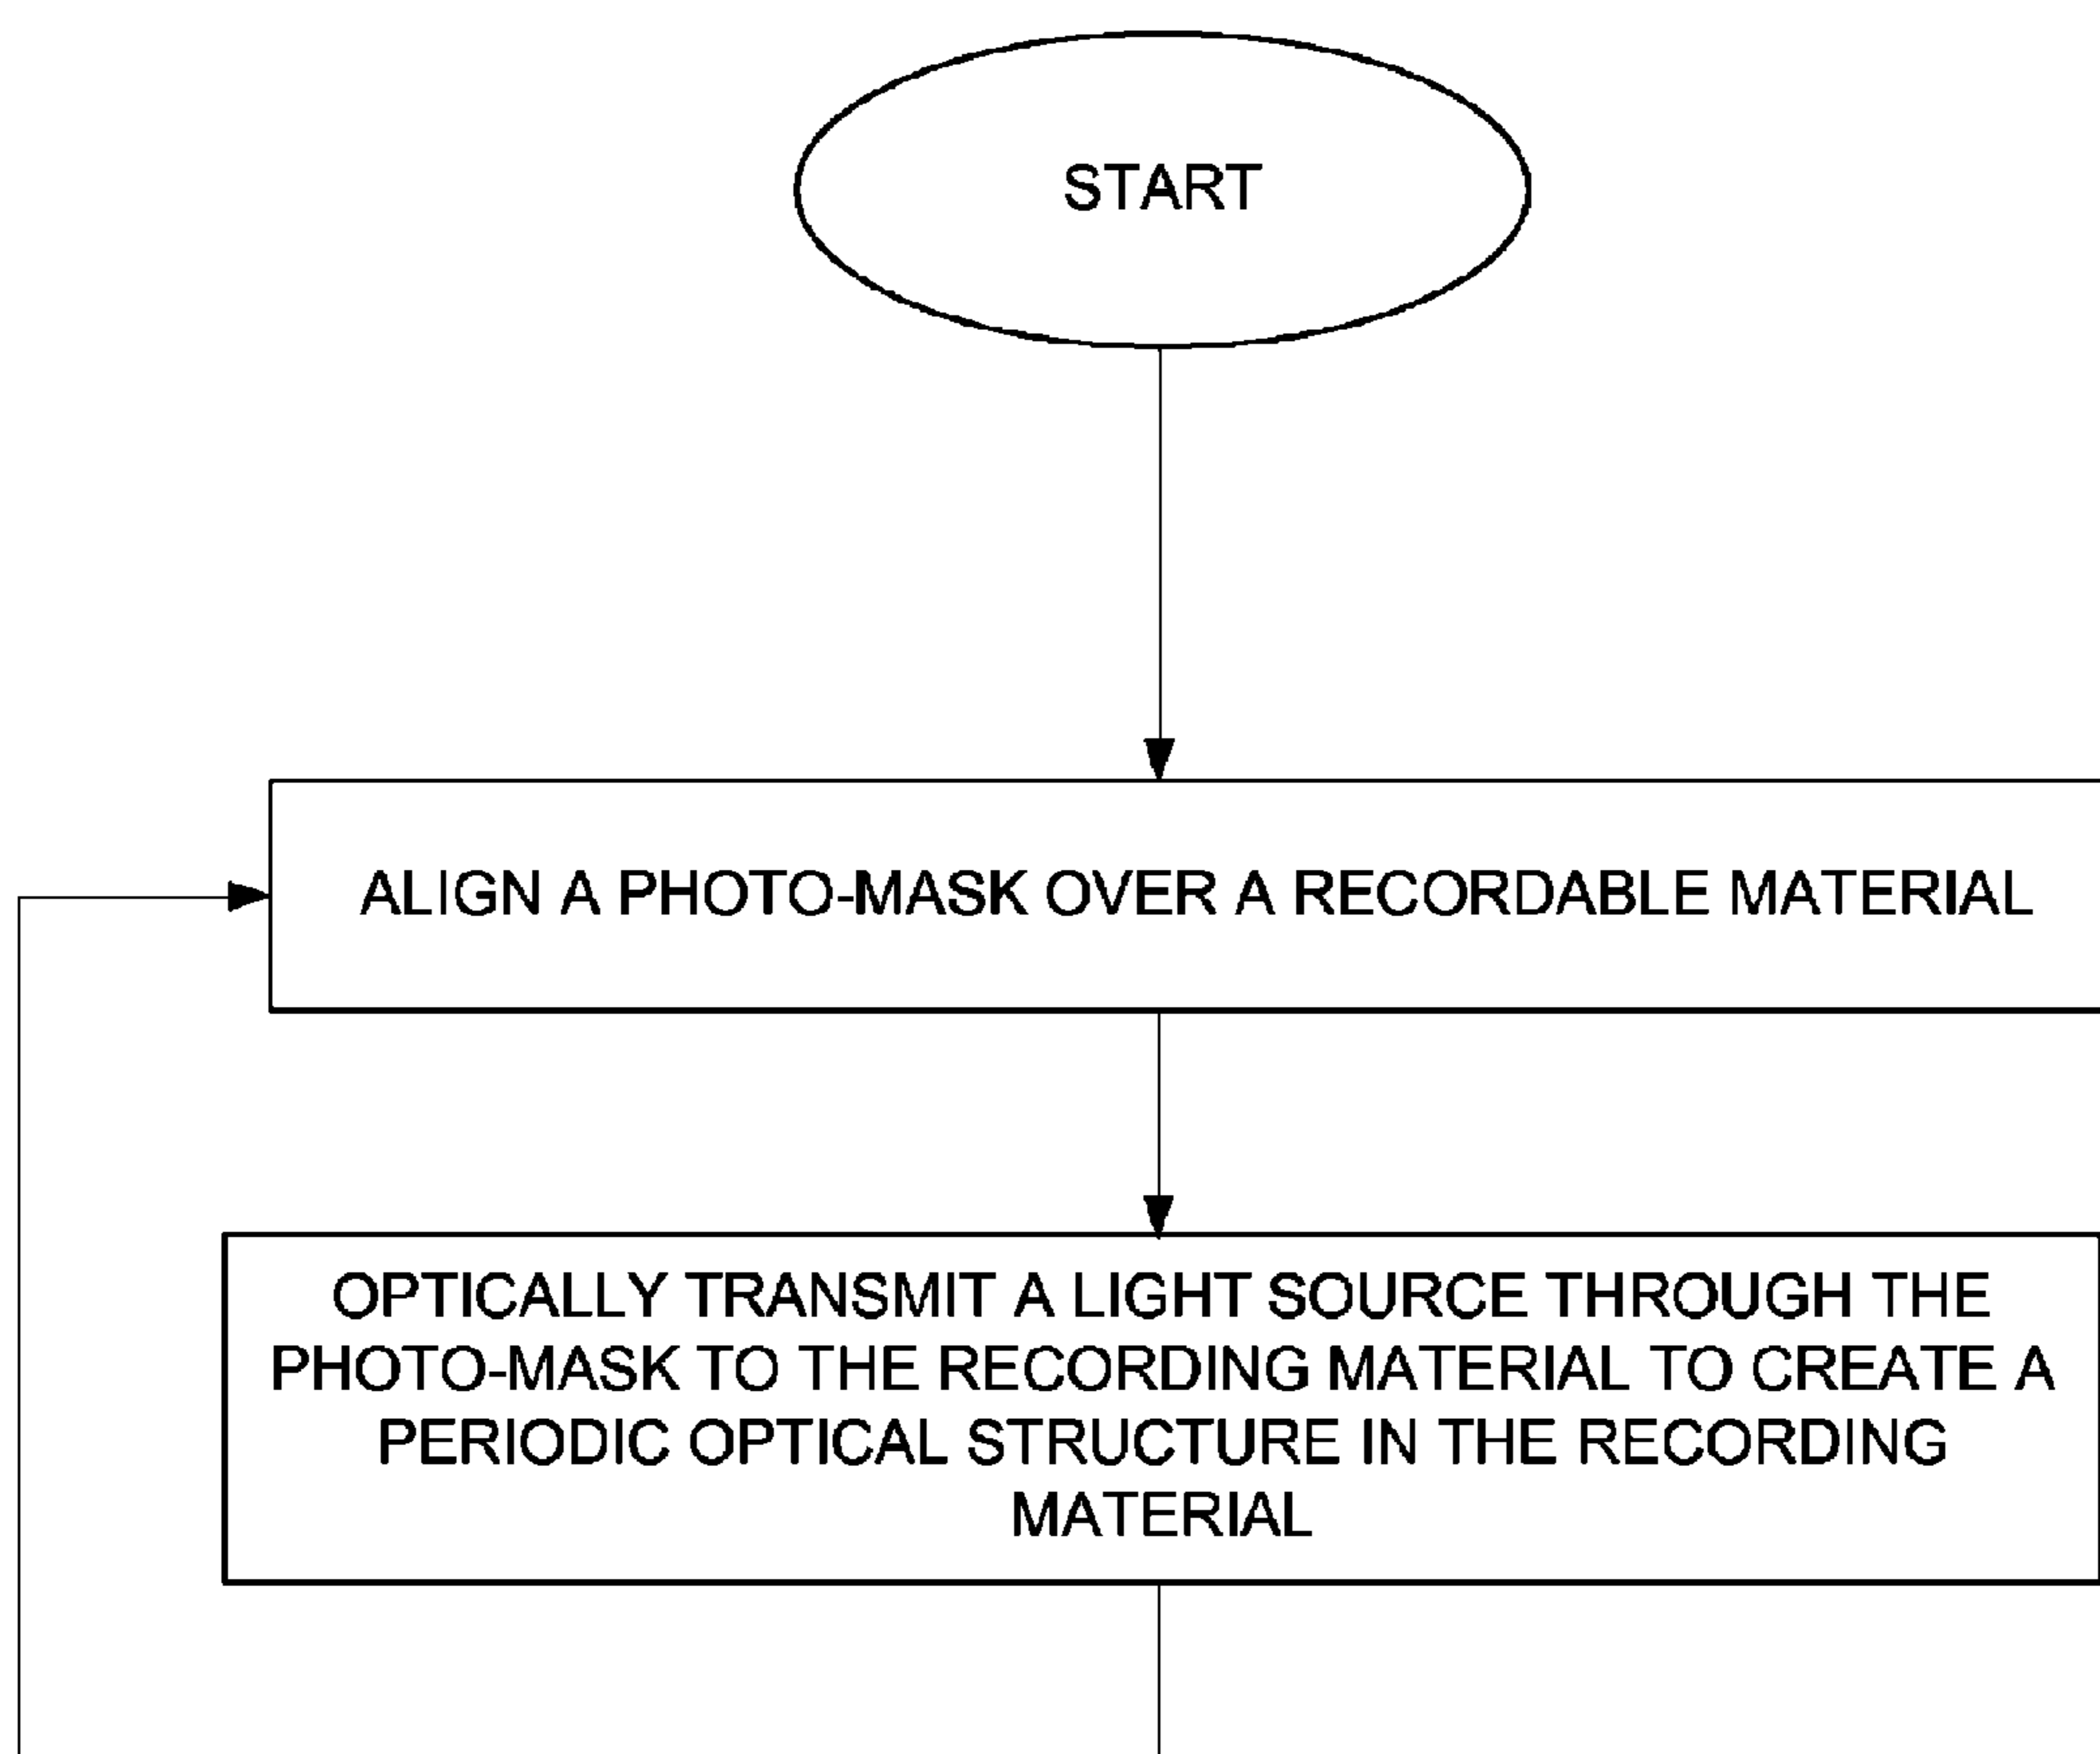 START
ALIGN A PHOTO-MASK OVER A RECORDABLE MATERIAL
OPTICALLY TRANSMIT A LIGHT SOURCE THROUGH THE
PHOTO-MASK TO THE RECORDING MATERIAL TO CREATE A
PERIODIC OPTICAL STRUCTURE IN THE RECORDING
MATERIAL